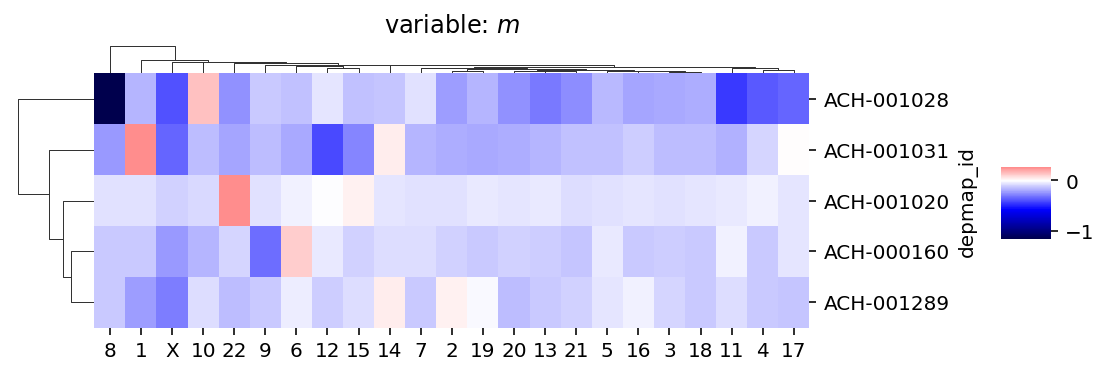 variable: m
ACH-001028
ACH-001031
ACH-001020
ACH-000160
ACH-001289
depmap_id
0
−1
8 1 X 10 22 9 6 12 15 14 7 2 19 20 13 21 5 16 3 18 11 4 17